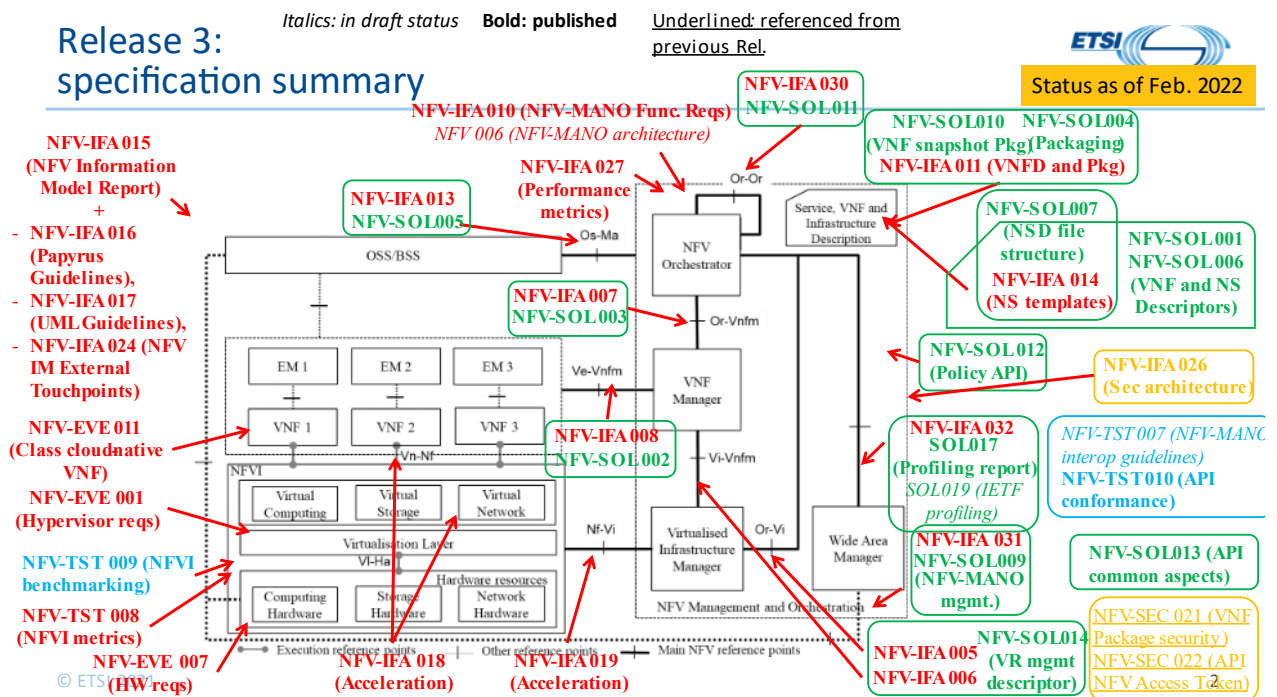 Italics: in draft status Bold: published Underlined: referenced from
previous Rel.
Release 3:
specification summary
ETSI
Status as of Feb. 2022
NFV-IFA 015
(NFV Information
Model Report)
+
- NFV-IFA 016
(Papyrus
Guidelines),
- NFV-IFA 017
(UML Guidelines),
- NFV-IFA 024 (NFV
IM External
Touchpoints)
NFV-EVE 011
(Class cloud-native
VNF)
NFV-EVE 001
(Hypervisor reqs)
NFV-TST 009 (NFVI
benchmarking)
NFV-TST 008
(NFVI metrics)
NFV-EVE 007
(HW reqs)
NFV-IFA 010 (NFV-MANO Func. Reqs)
NFV 006 (NFV-MANO architecture)
NFV-IFA 030
NFV-SOL011
NFV-IFA 027
(Performance
metrics)
NFV-IFA 013
NFV-SOL005
NFV-IFA 007
NFV-SOL003
NFV-IFA 008
NFV-SOL 002
NFV-SOL010
(VNF snapshot Pkg)
NFV-SOL004
(Packaging)
NFV-IFA 011 (VNFD and Pkg)
NFV-SOL007
(NSD file
structure)
NFV-IFA 014
(NS templates)
NFV-SOL001
NFV-SOL006
(VNF and NS
Descriptors)
NFV-SOL012
(Policy API)
NFV-IFA 026
(Sec architecture)
NFV-IFA 032
SOL017
(Profiling report)
SOL019 (IETF
profiling)
NFV-TST 007 (NFV-MANO
interop guidelines)
NFV-TST010 (API
conformance)
NFV-IFA 031
NFV-SOL009
(NFV-MANO
mgmt.)
NFV-SOL013 (API
common aspects)
NFV-IFA 005
NFV-IFA 006
NFV-SOL014
(VR mgmt
descriptor)
NFV-SEC 021 (VNF
Package security)
NFV-SEC 022 (API
NFV Access Token)
NFV-IFA 018
(Acceleration)
NFV-IFA 019
(Acceleration)
Or-Or
Os-Ma
OSS/BSS
NFV
Orchestrator
Service, VNF and
Infrastructure
Description
Or-Vnfm
EM 1
EM 2
EM 3
Ve-Vnfm
VNF
Manager
VNF 1
VNF 2
VNF 3
Vn-Nf
Vi-Vnfm
NFVI
Virtual
Computing
Virtual
Storage
Virtual
Network
Virtualisation Layer
Vl-Ha
Nf-Vi
Virtualised
Infrastructure
Manager
Or-Vi
Wide Area
Manager
Hardware resources
Computing
Hardware
Storage
Hardware
Network
Hardware
NFV Management and Orchestration
Execution reference points
Other reference points
Main NFV reference points
© ETSI 2021
2